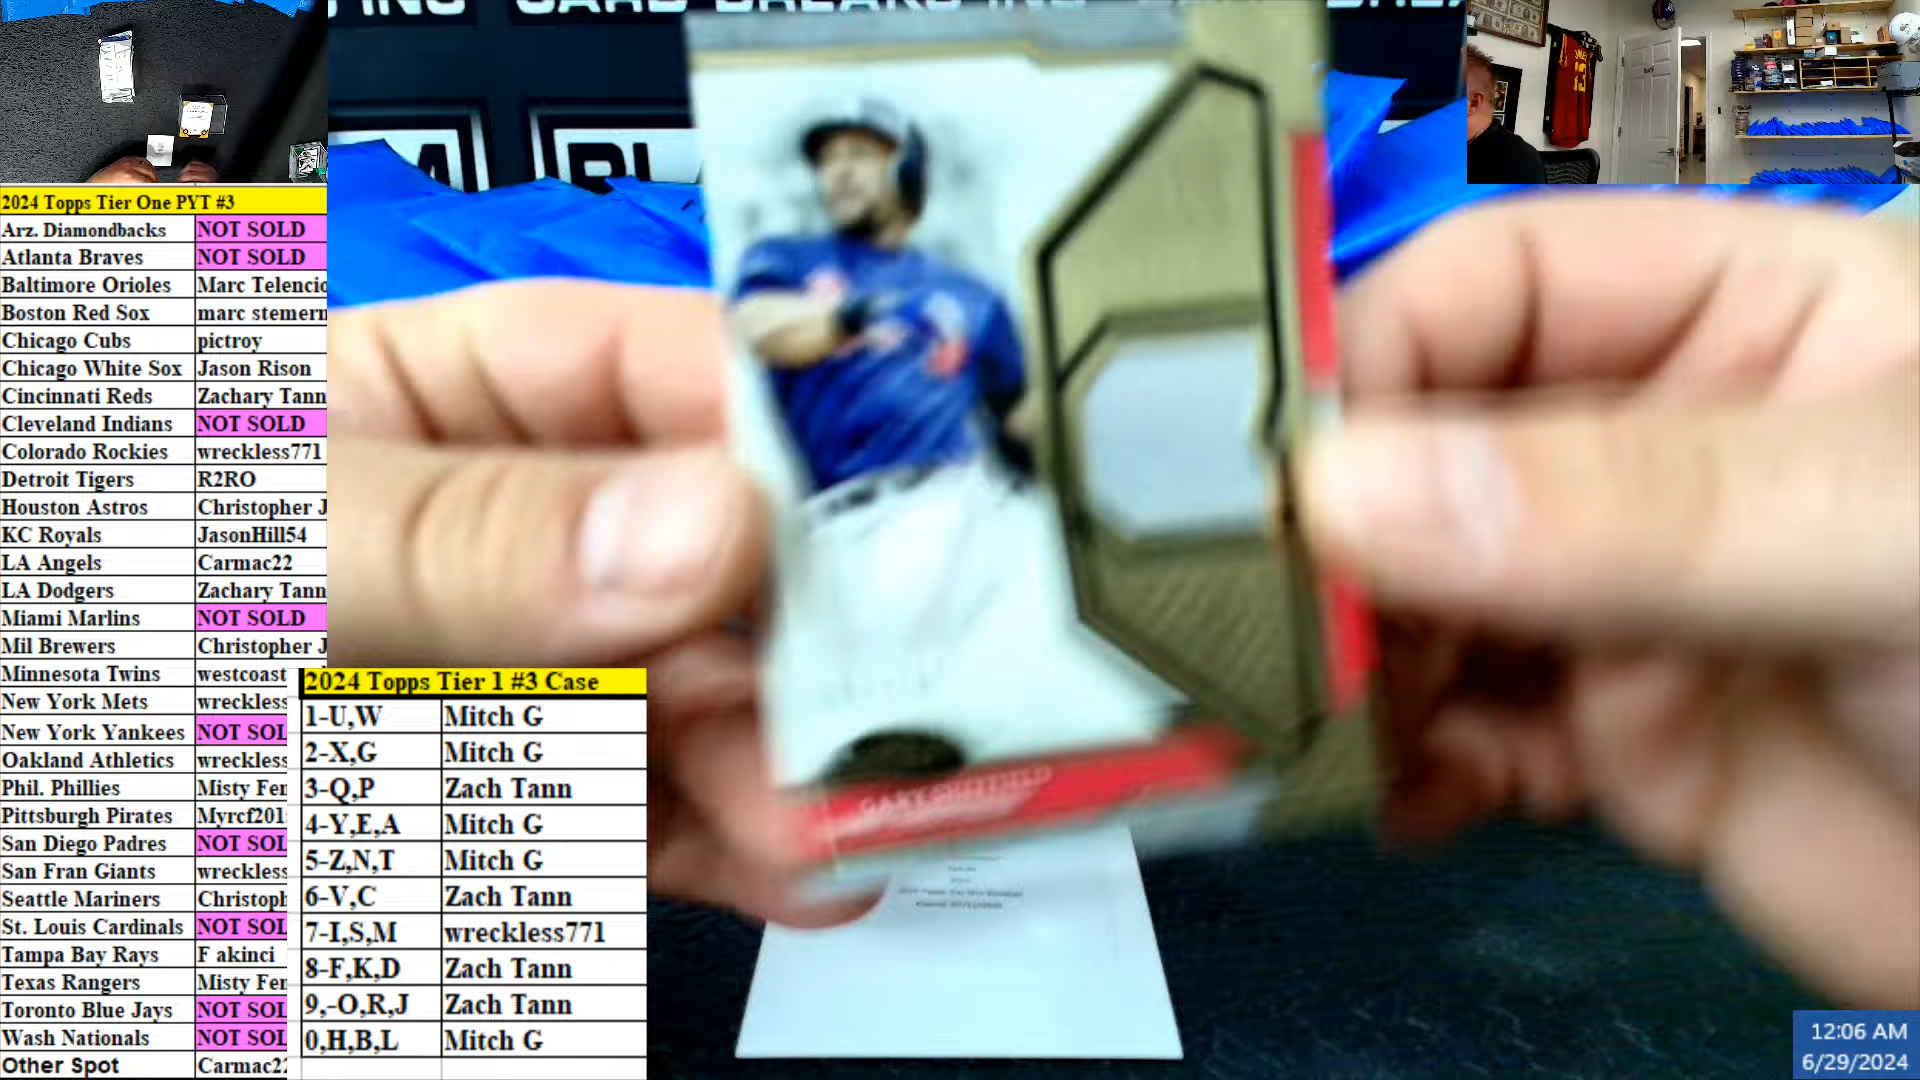 INC CARD BREAKS INC
2024 Topps Tier One PYT #3
Arz. Diamondbacks NOT SOLD
Atlanta Braves NOT SOLD
Baltimore Orioles Marc Telencio
Boston Red Sox marc stemern
Chicago Cubs pictroy
Chicago White Sox Jason Rison
Cincinnati Reds Zachary Tann
Cleveland Indians NOT SOLD
Colorado Rockies wreckless771
Detroit Tigers R2RO
Houston Astros Christopher J
KC Royals JasonHill54
LA Angels Carmac22
LA Dodgers Zachary Tann
Miami Marlins NOT SOLD
Mil Brewers Christopher J
Minnesota Twins westcoast
New York Mets wreckless
New York Yankees NOT SOL
Oakland Athletics wreckless
Phil. Phillies Misty Fer
Pittsburgh Pirates Myrcf201
San Diego Padres NOT SOL
San Fran Giants wreckless
Seattle Mariners Christoph
St. Louis Cardinals NOT SOL
Tampa Bay Rays F akinci
Texas Rangers Misty Fer
Toronto Blue Jays NOT SOL
Wash Nationals NOT SOL
Other Spot Carmac22
2024 Topps Tier 1 #3 Case
1-U,W Mitch G
2-X,G Mitch G
3-Q,P Zach Tann
4-Y,E,A Mitch G
5-Z,N,T Mitch G
6-V,C Zach Tann
7-I,S,M wreckless771
8-F,K,D Zach Tann
9,-O,R,J Zach Tann
0,H,B,L Mitch G
GARY SHEFFIELD
12:06 AM
6/29/2024